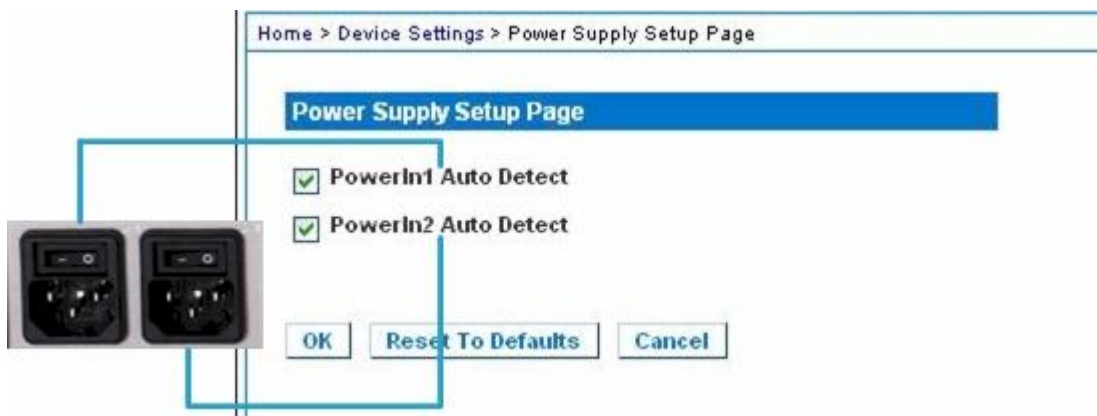 Home > Device Settings > Power Supply Setup Page
Power Supply Setup Page
PowerIn1 Auto Detect
PowerIn2 Auto Detect
OK
Reset To Defaults
Cancel